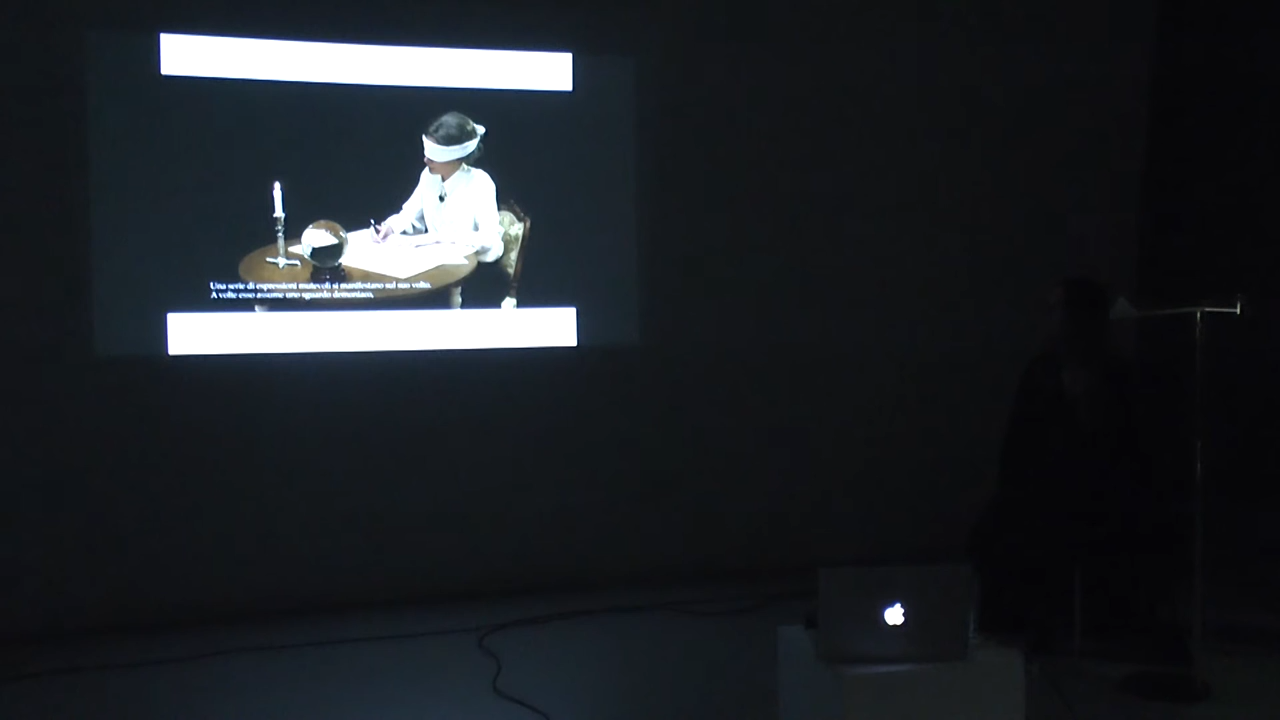 Una serie di espressioni mutevoli si manifestano sul suo volto.
A volte esso assume uno sguardo demoniaco,